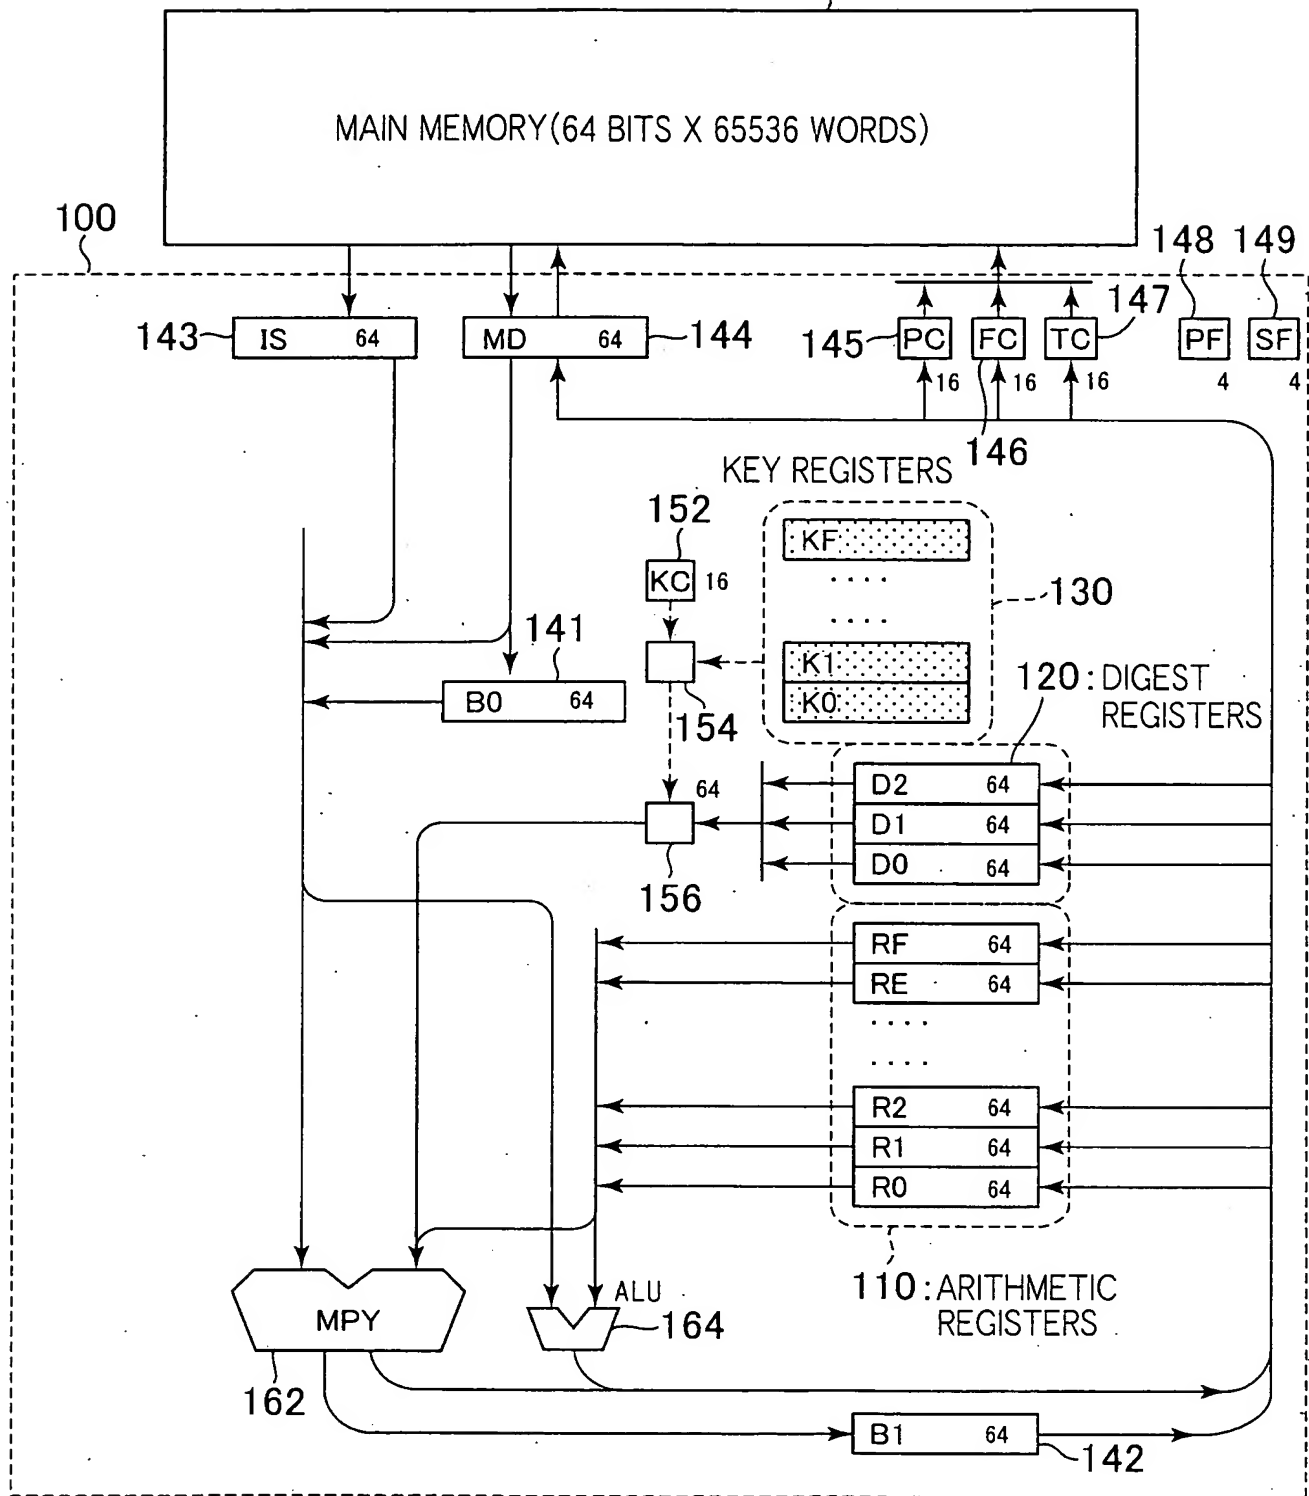 MAIN MEMORY(64 BITS X 65536 WORDS)
100
148 149
147
143 IS 64
MD 64 144
145 PC FC TC
PF SF
16 16 16
4 4
146
KEY REGISTERS
152
KF
KC 16
....
130
....
141
K1
120:DIGEST
REGISTERS
B0 64
K0
154
64
D2 64
D1 64
D0 64
156
RF 64
RE 64
....
....
R2 64
R1 64
R0 64
110:ARITHMETIC
REGISTERS
ALU
MPY
164
162
B1 64
142